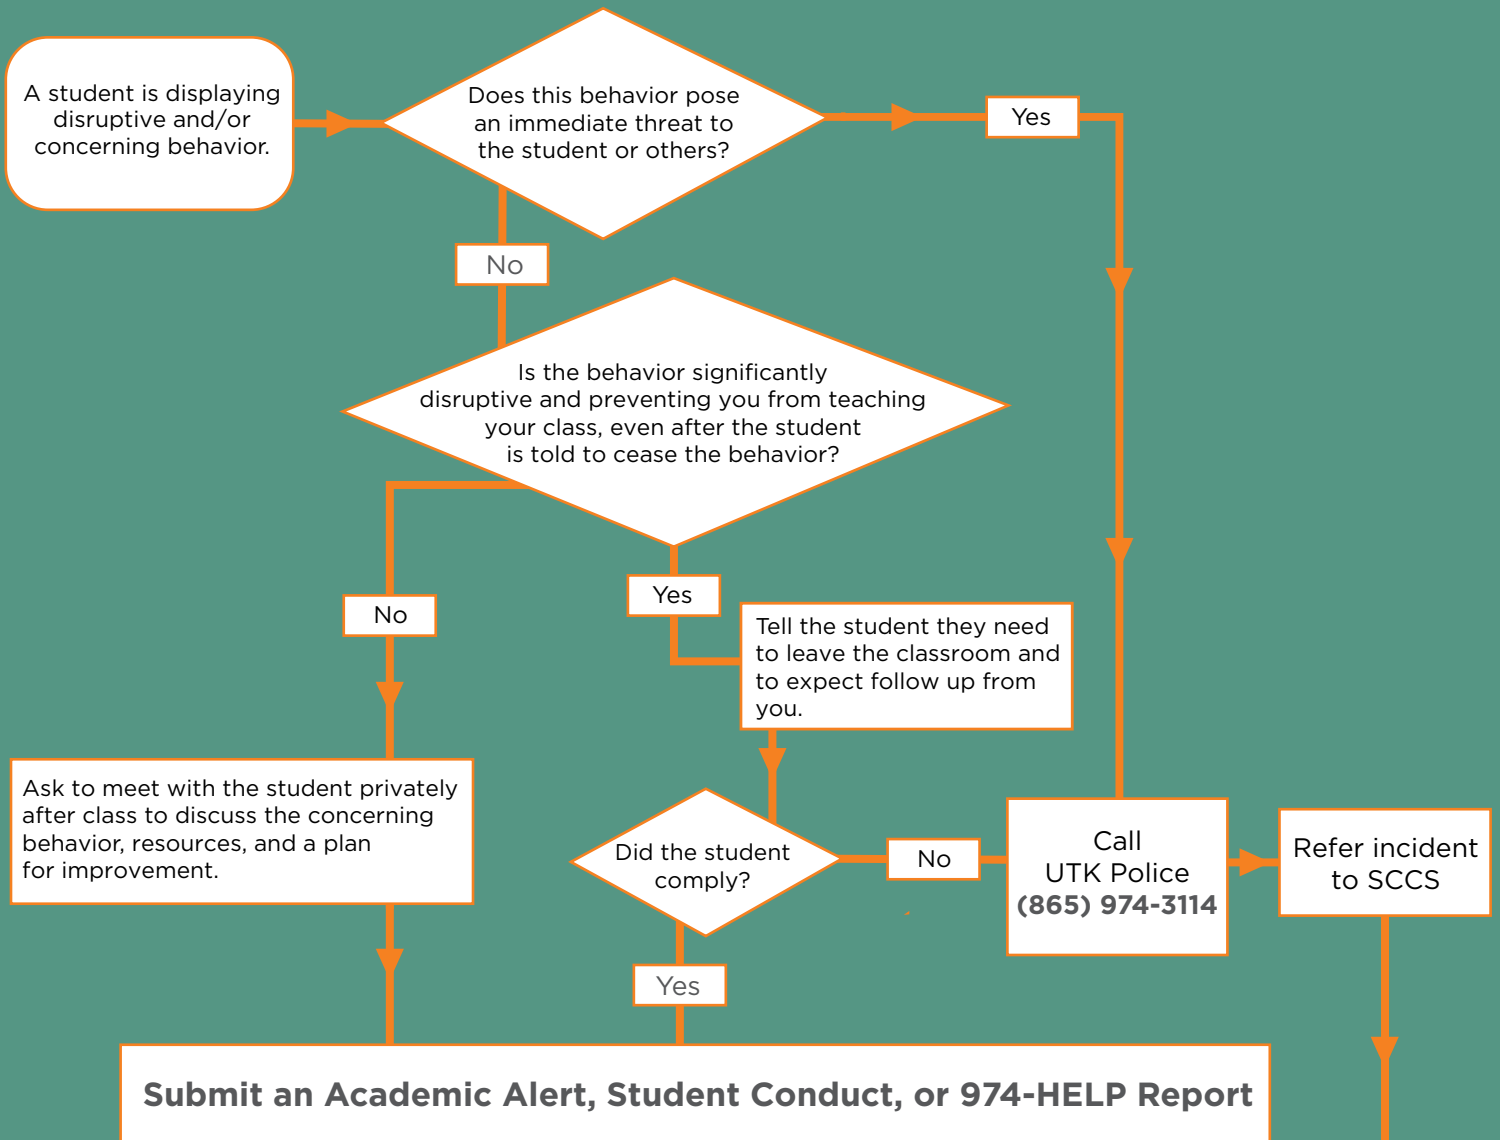 A student is displaying
disruptive and/or
concerning behavior.
Does this behavior pose
an immediate threat to
the student or others?
Yes
No
Is the behavior significantly
disruptive and preventing you from teaching
your class, even after the student
is told to cease the behavior?
No
Yes
Tell the student they need
to leave the classroom and
to expect follow up from
you.
Ask to meet with the student privately
after class to discuss the concerning
behavior, resources, and a plan
for improvement.
Did the student
comply?
No
Call
UTK Police
(865) 974-3114
Refer incident
to SCCS
Yes
Submit an Academic Alert, Student Conduct, or 974-HELP Report